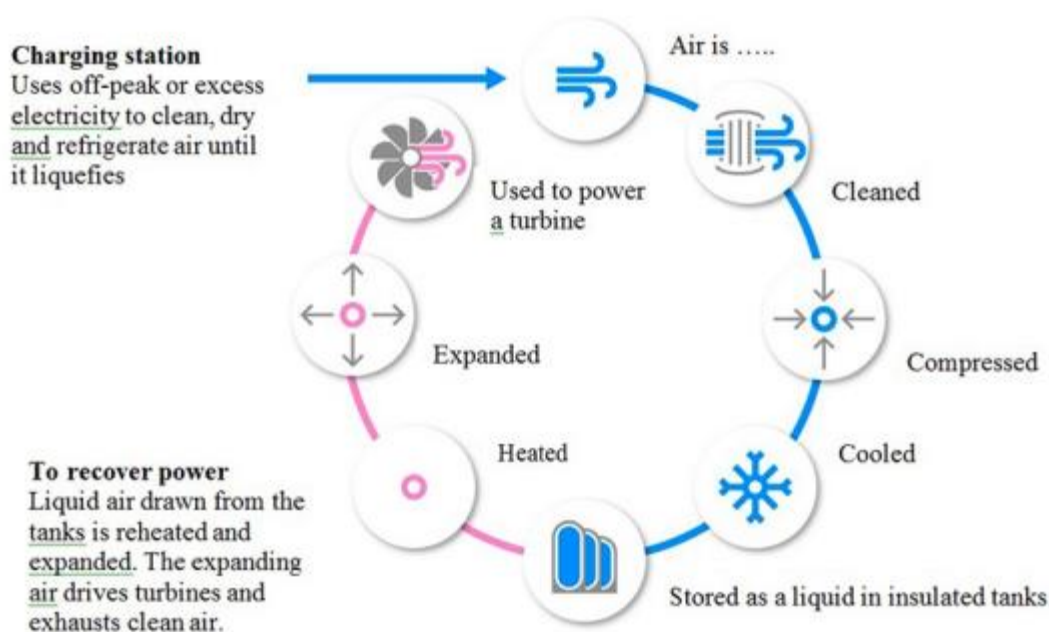 Charging station
Uses off-peak or excess
electricity to clean, dry
and refrigerate air until
it liquefies
Air is …..
Cleaned
Compressed
Cooled
Stored as a liquid in insulated tanks
Heated
Expanded
Used to power
a turbine
To recover power
Liquid air drawn from the
tanks is reheated and
expanded. The expanding
air drives turbines and
exhausts clean air.